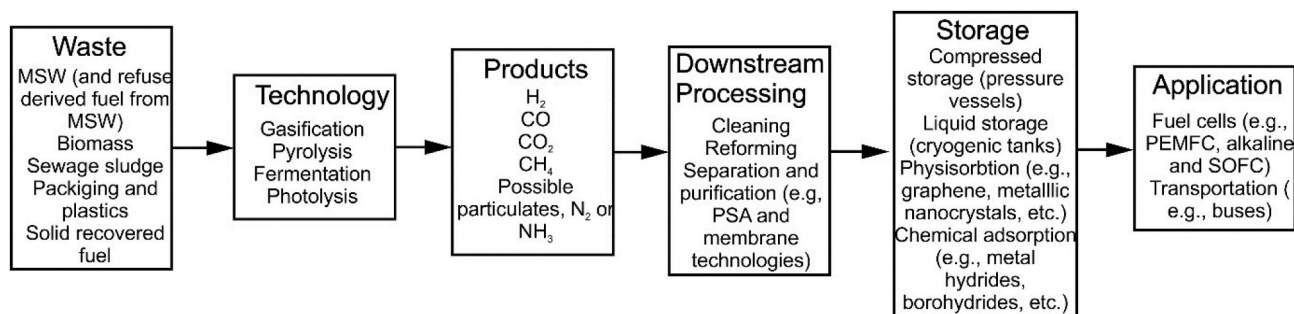 Waste
MSW (and refuse
derived fuel from
MSW)
Biomass
Sewage sludge
Packiging and
plastics
Solid recovered
fuel
Technology
Gasification
Pyrolysis
Fermentation
Photolysis
Products
H₂
CO
CO₂
CH₄
Possible
particulates, N₂ or
NH₃
Downstream
Processing
Cleaning
Reforming
Separation and
purification (e.g,
PSA and
membrane
technologies)
Storage
Compressed
storage (pressure
vessels)
Liquid storage
(cryogenic tanks)
Physisorbtion (e.g.,
graphene, metalllic
nanocrystals, etc.)
Chemical adsorption
(e.g., metal
hydrides,
borohydrides, etc.)
Application
Fuel cells (e.g.,
PEMFC, alkaline
and SOFC)
Transportation (
e.g., buses)